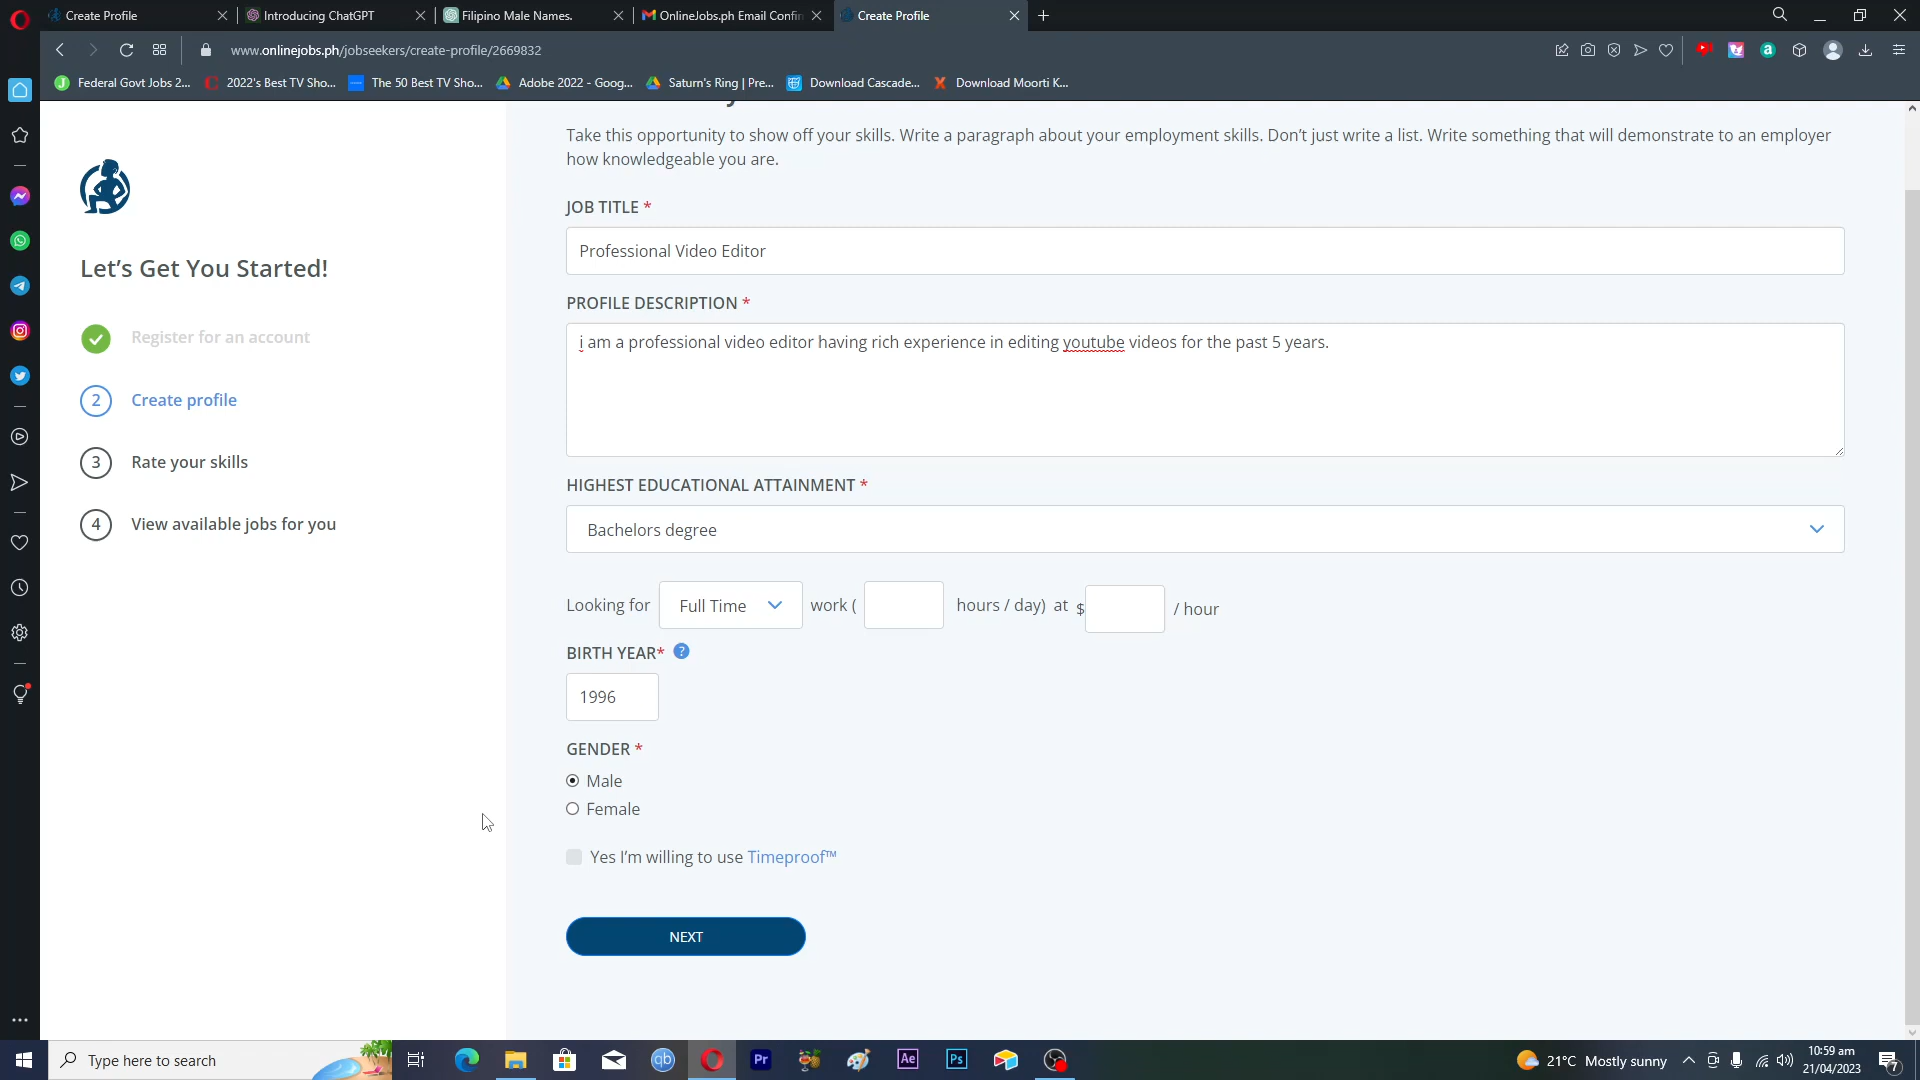 Create Profile
Introducing ChatGPT
Filipino Male Names.
OnlineJobs.ph Email Confir
Create Profile
www.onlinejobs.ph/jobseekers/create-profile/2669832
Federal Govt Jobs 2...
2022's Best TV Sho...
The 50 Best TV Sho...
Adobe 2022 - Goog...
Saturn's Ring | Pre...
Download Cascade...
Download Moorti K...
Let's Get You Started!
Register for an account
2 Create profile
3 Rate your skills
4 View available jobs for you
Take this opportunity to show off your skills. Write a paragraph about your employment skills. Don't just write a list. Write something that will demonstrate to an employer
how knowledgeable you are.
JOB TITLE *
Professional Video Editor
PROFILE DESCRIPTION *
i am a professional video editor having rich experience in editing youtube videos for the past 5 years.
HIGHEST EDUCATIONAL ATTAINMENT *
Bachelors degree
Looking for Full Time work ( hours / day) at $ / hour
BIRTH YEAR* ?
1996
GENDER *
Male
Female
Yes I'm willing to use Timeproof™
NEXT
Type here to search
qb
Pr
Ae
Ps
21°C Mostly sunny
10:59 am
21/04/2023
7